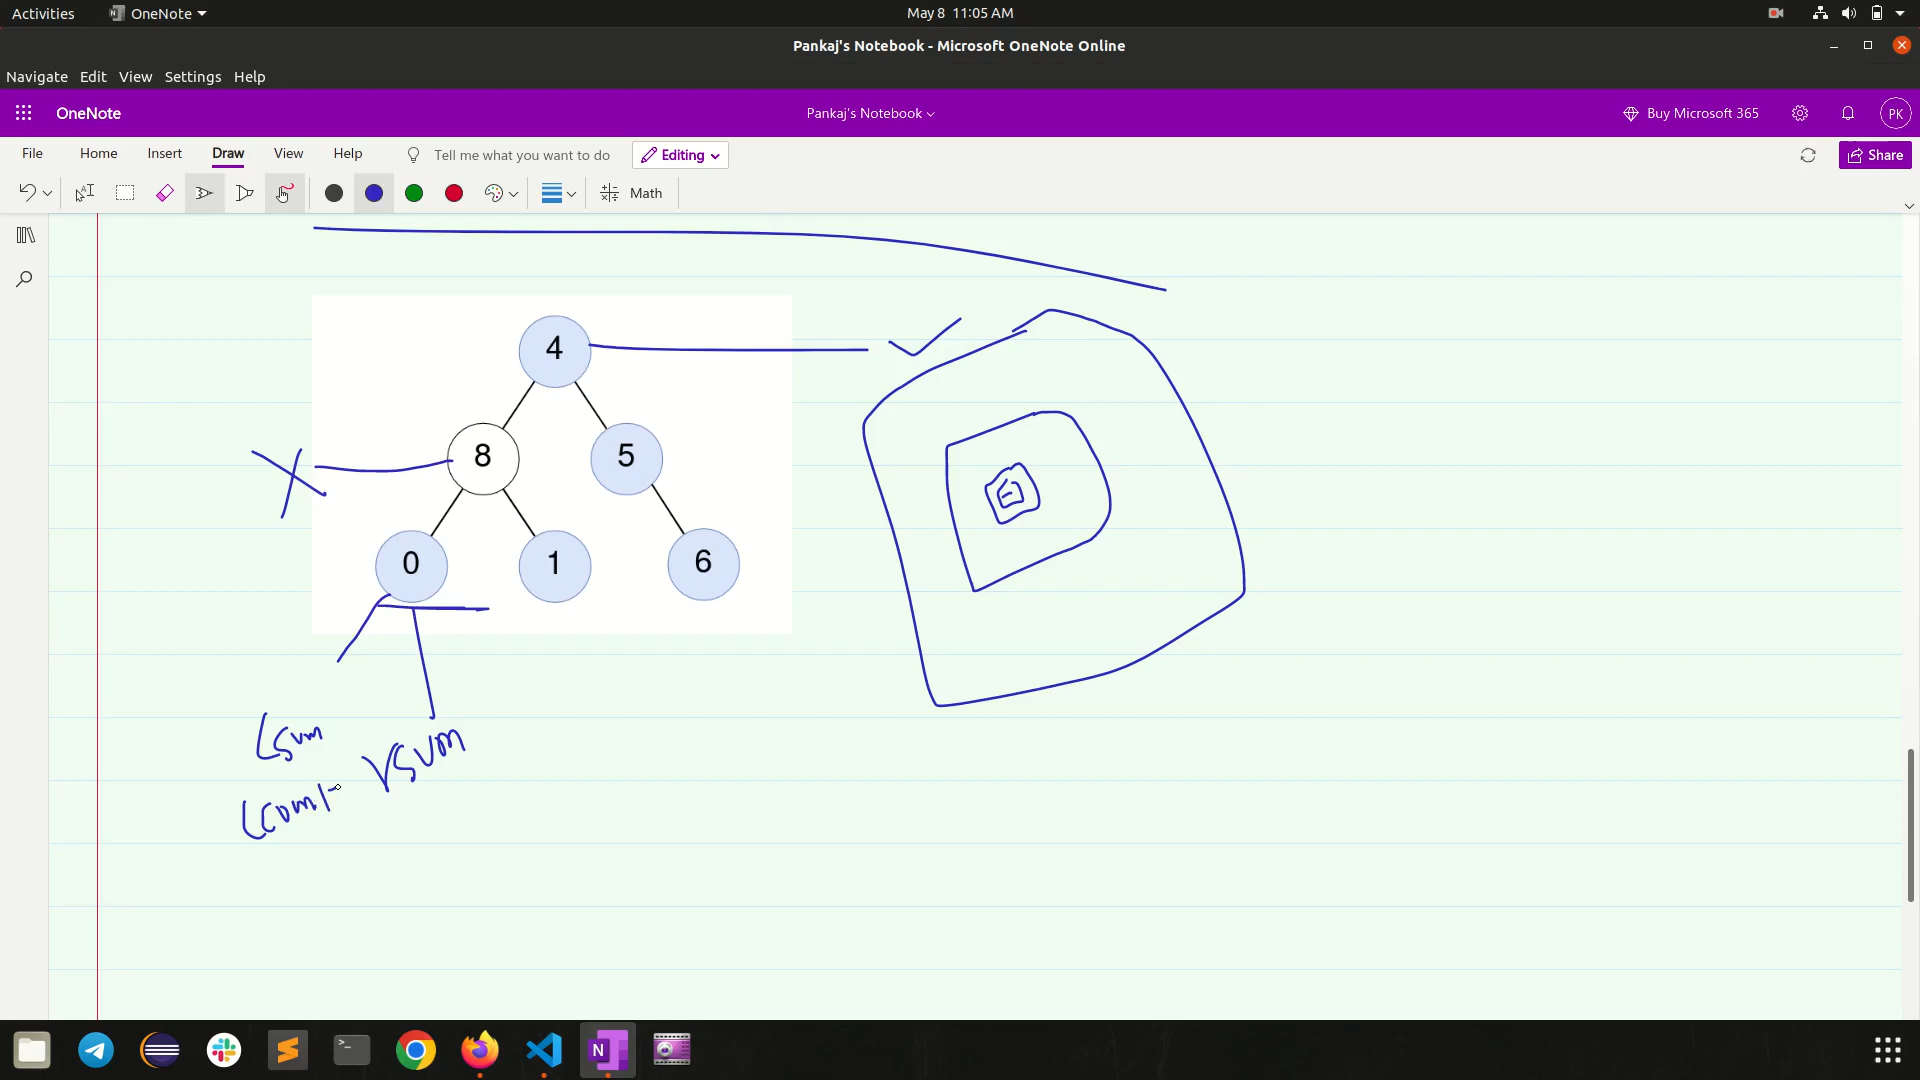 Activities OneNote May 8 11:05 AM
Pankaj's Notebook - Microsoft OneNote Online
Navigate Edit View Settings Help
OneNote Pankaj's Notebook Buy Microsoft 365 PK
File Home Insert Draw View Help Tell me what you want to do Editing Share
Math
4
8 5
0 1 6
Lsum
rsum